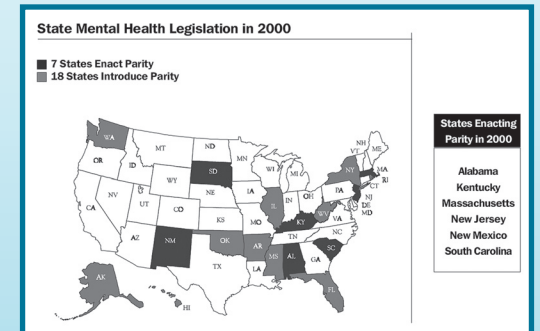 State Mental Health Legislation in 2000
7 States Enact Parity
18 States Introduce Parity
WA
OR
CA
NV
ID
MT
WY
UT
AZ
CO
NM
ND
SD
NE
KS
OK
TX
MN
IA
MO
AR
LA
WI
IL
MS
MI
IN
KY
TN
AL
OH
WV
GA
FL
SC
NC
VA
PA
NY
VT
NH
ME
MA
RI
CT
NJ
DE
MD
AK
HI
States Enacting
Parity in 2000
Alabama
Kentucky
Massachusetts
New Jersey
New Mexico
South Carolina